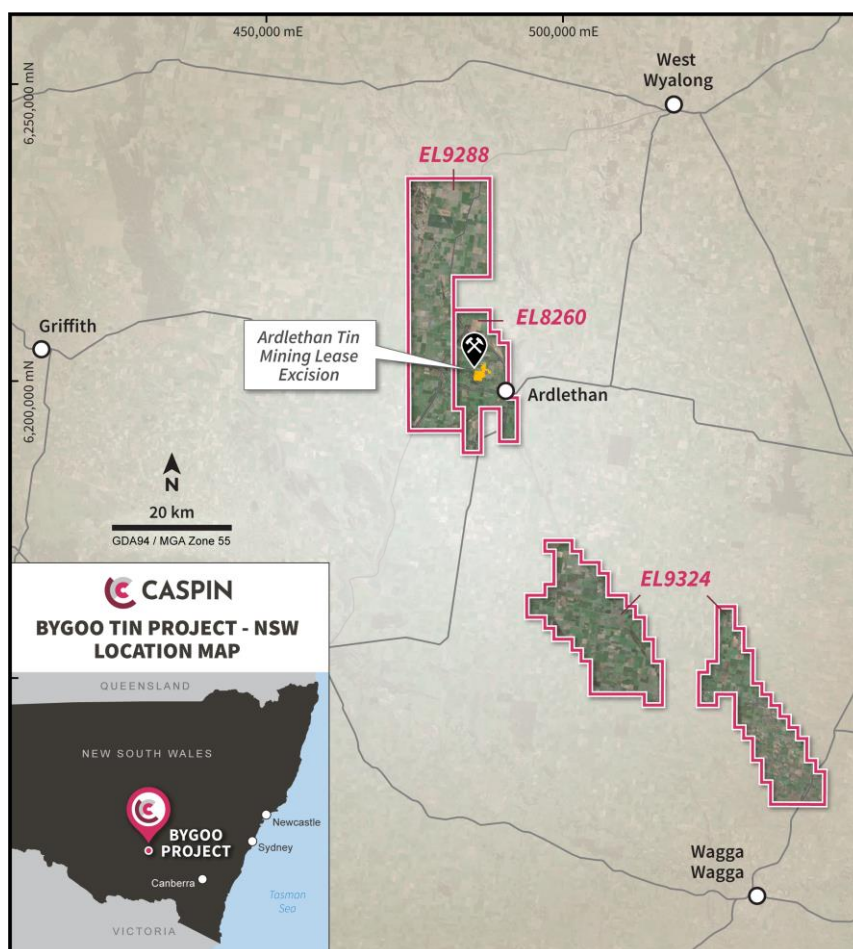 450,000 mE
500,000 mE
6,250,000 mN
West
Wyalong
EL9288
Griffith
EL8260
Ardlethan Tin
Mining Lease
Excision
Ardlethan
6,200,000 mN
N
20 km
GDA94 / MGA Zone 55
EL9324
CASPIN
BYGOO TIN PROJECT - NSW
LOCATION MAP
QUEENSLAND
NEW SOUTH WALES
BYGOO
PROJECT
Newcastle
Sydney
Canberra
Tasman
Sea
VICTORIA
Wagga
Wagga